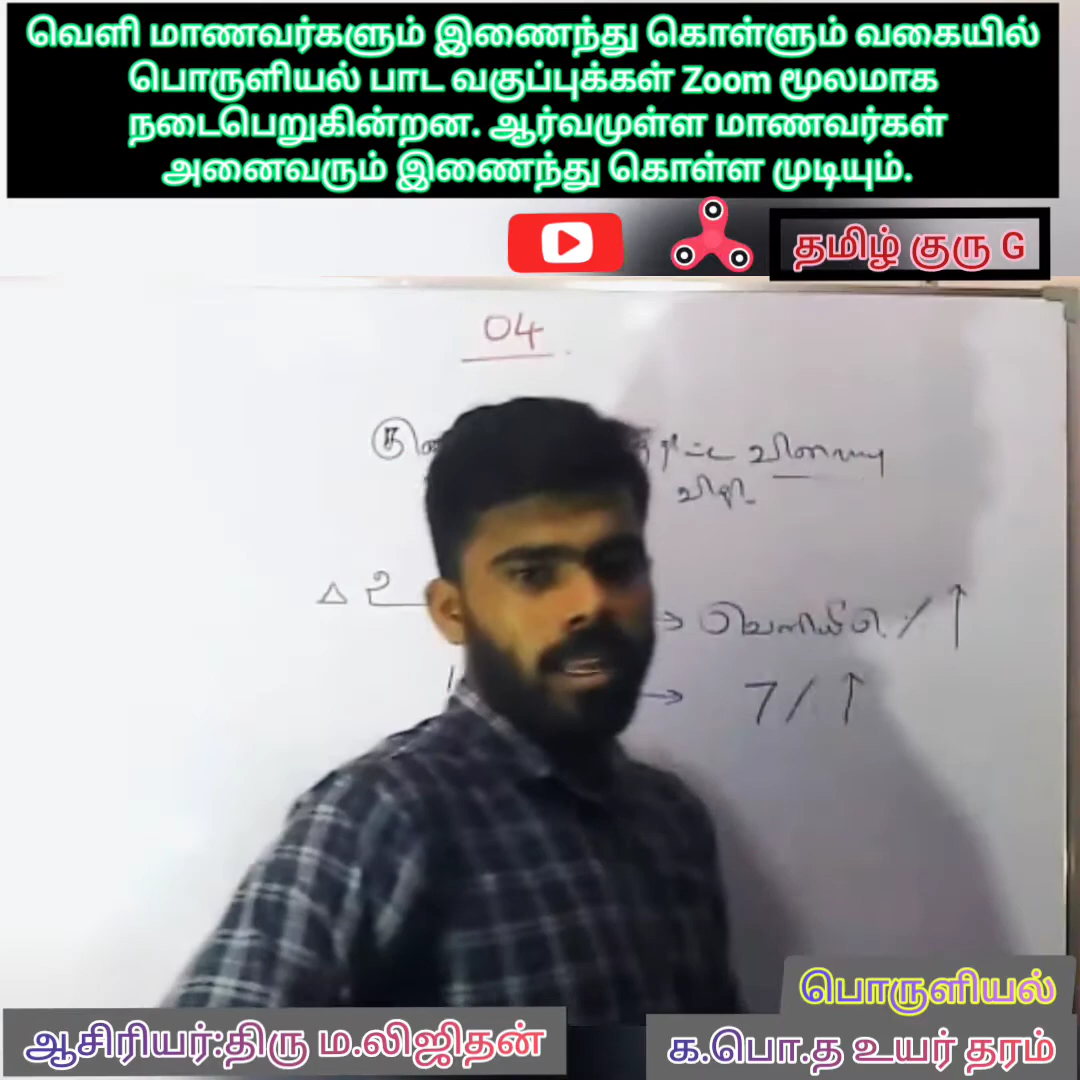 வெளி மாணவர்களும் இணைந்து கொள்ளும் வகையில்
பொருளியல் பாட வகுப்புக்கள் Zoom மூலமாக
நடைபெறுகின்றன. ஆர்வமுள்ள மாணவர்கள்
அனைவரும் இணைந்து கொள்ள முடியும்.
தமிழ் குரு G
04
விளைவு
விதி
Δ உ → வெளியீடு / ↑
→ 7 / ↑
பொருளியல்
ஆசிரியர்:திரு ம.லிஜிதன்
க.பொ.த உயர் தரம்